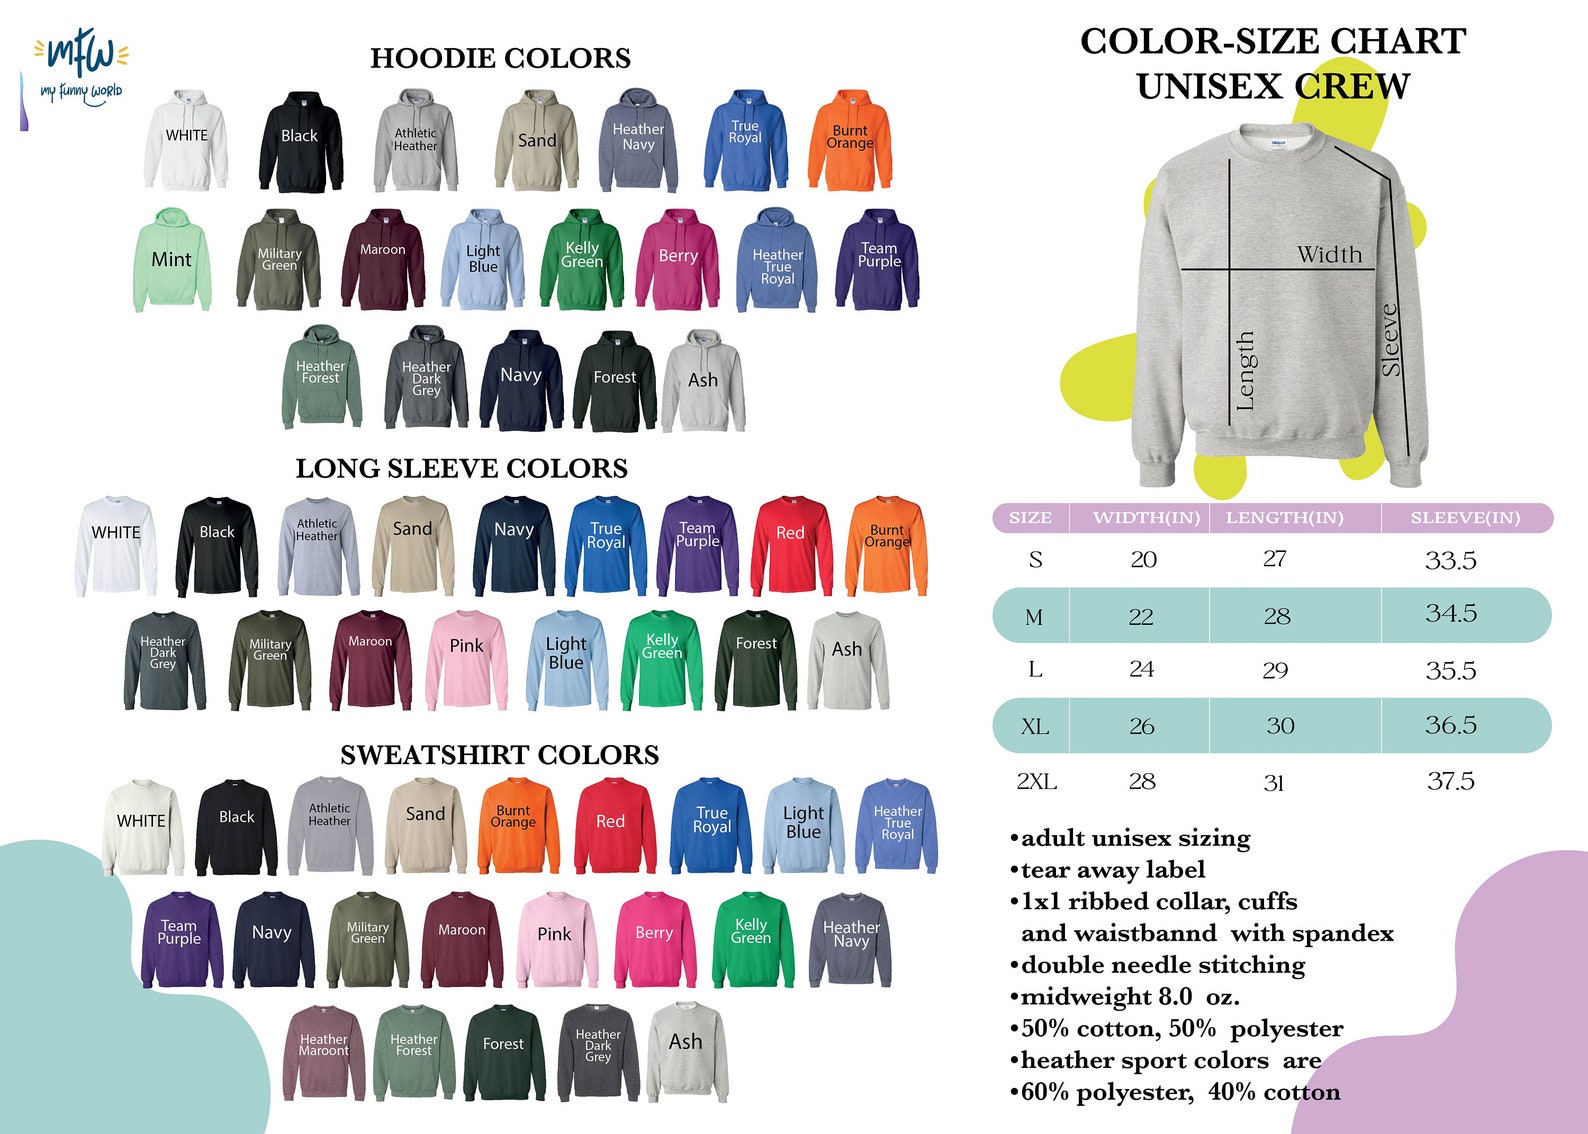 mfw
my funny world
HOODIE COLORS
WHITE
Black
Athletic
Heather
Sand
Heather
Navy
True
Royal
Burnt
Orange
Mint
Military
Green
Maroon
Light
Blue
Kelly
Green
Berry
Heather
True
Royal
Team
Purple
Heather
Forest
Heather
Dark
Grey
Navy
Forest
Ash
LONG SLEEVE COLORS
WHITE
Black
Athletic
Heather
Sand
Navy
True
Royal
Team
Purple
Red
Burnt
Orange
Heather
Dark
Grey
Military
Green
Maroon
Pink
Light
Blue
Kelly
Green
Forest
Ash
SWEATSHIRT COLORS
WHITE
Black
Athletic
Heather
Sand
Burnt
Orange
Red
True
Royal
Light
Blue
Heather
True
Royal
Team
Purple
Navy
Military
Green
Maroon
Pink
Berry
Kelly
Green
Heather
Navy
Heather
Maroont
Heather
Forest
Forest
Heather
Dark
Grey
Ash
COLOR-SIZE CHART
UNISEX CREW
Width
Length
Sleeve
SIZE WIDTH(IN) LENGTH(IN) SLEEVE(IN)
S 20 27 33.5
M 22 28 34.5
L 24 29 35.5
XL 26 30 36.5
2XL 28 31 37.5
•adult unisex sizing
•tear away label
•1x1 ribbed collar, cuffs
and waistbannd with spandex
•double needle stitching
•midweight 8.0 oz.
•50% cotton, 50% polyester
•heather sport colors are
•60% polyester, 40% cotton